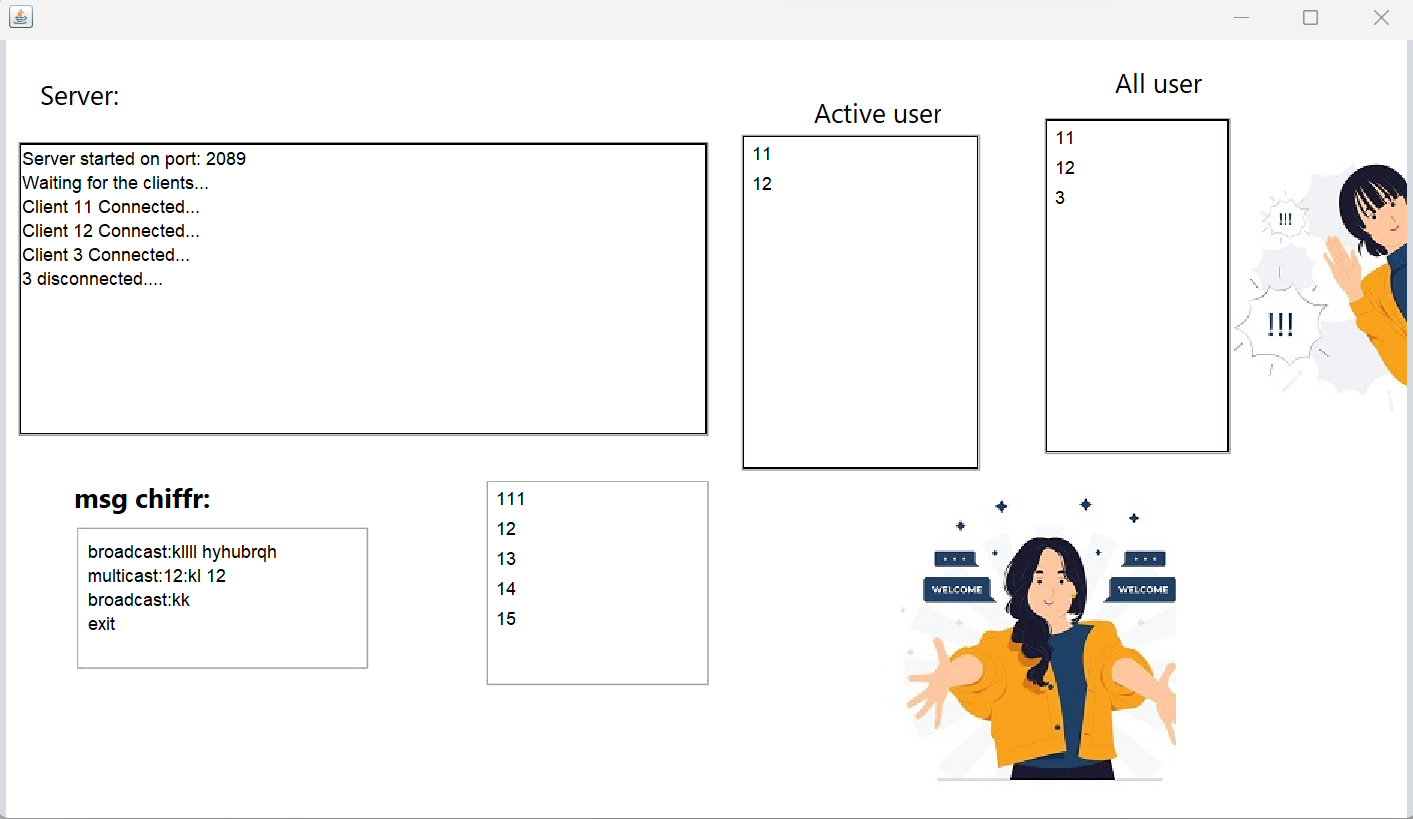 Server:
Server started on port: 2089
Waiting for the clients...
Client 11 Connected...
Client 12 Connected...
Client 3 Connected...
3 disconnected....
Active user
11
12
All user
11
12
3
!!!
!!!
msg chiffr:
broadcast:kllll hyhubrqh
multicast:12:kl 12
broadcast:kk
exit
111
12
13
14
15
WELCOME
WELCOME